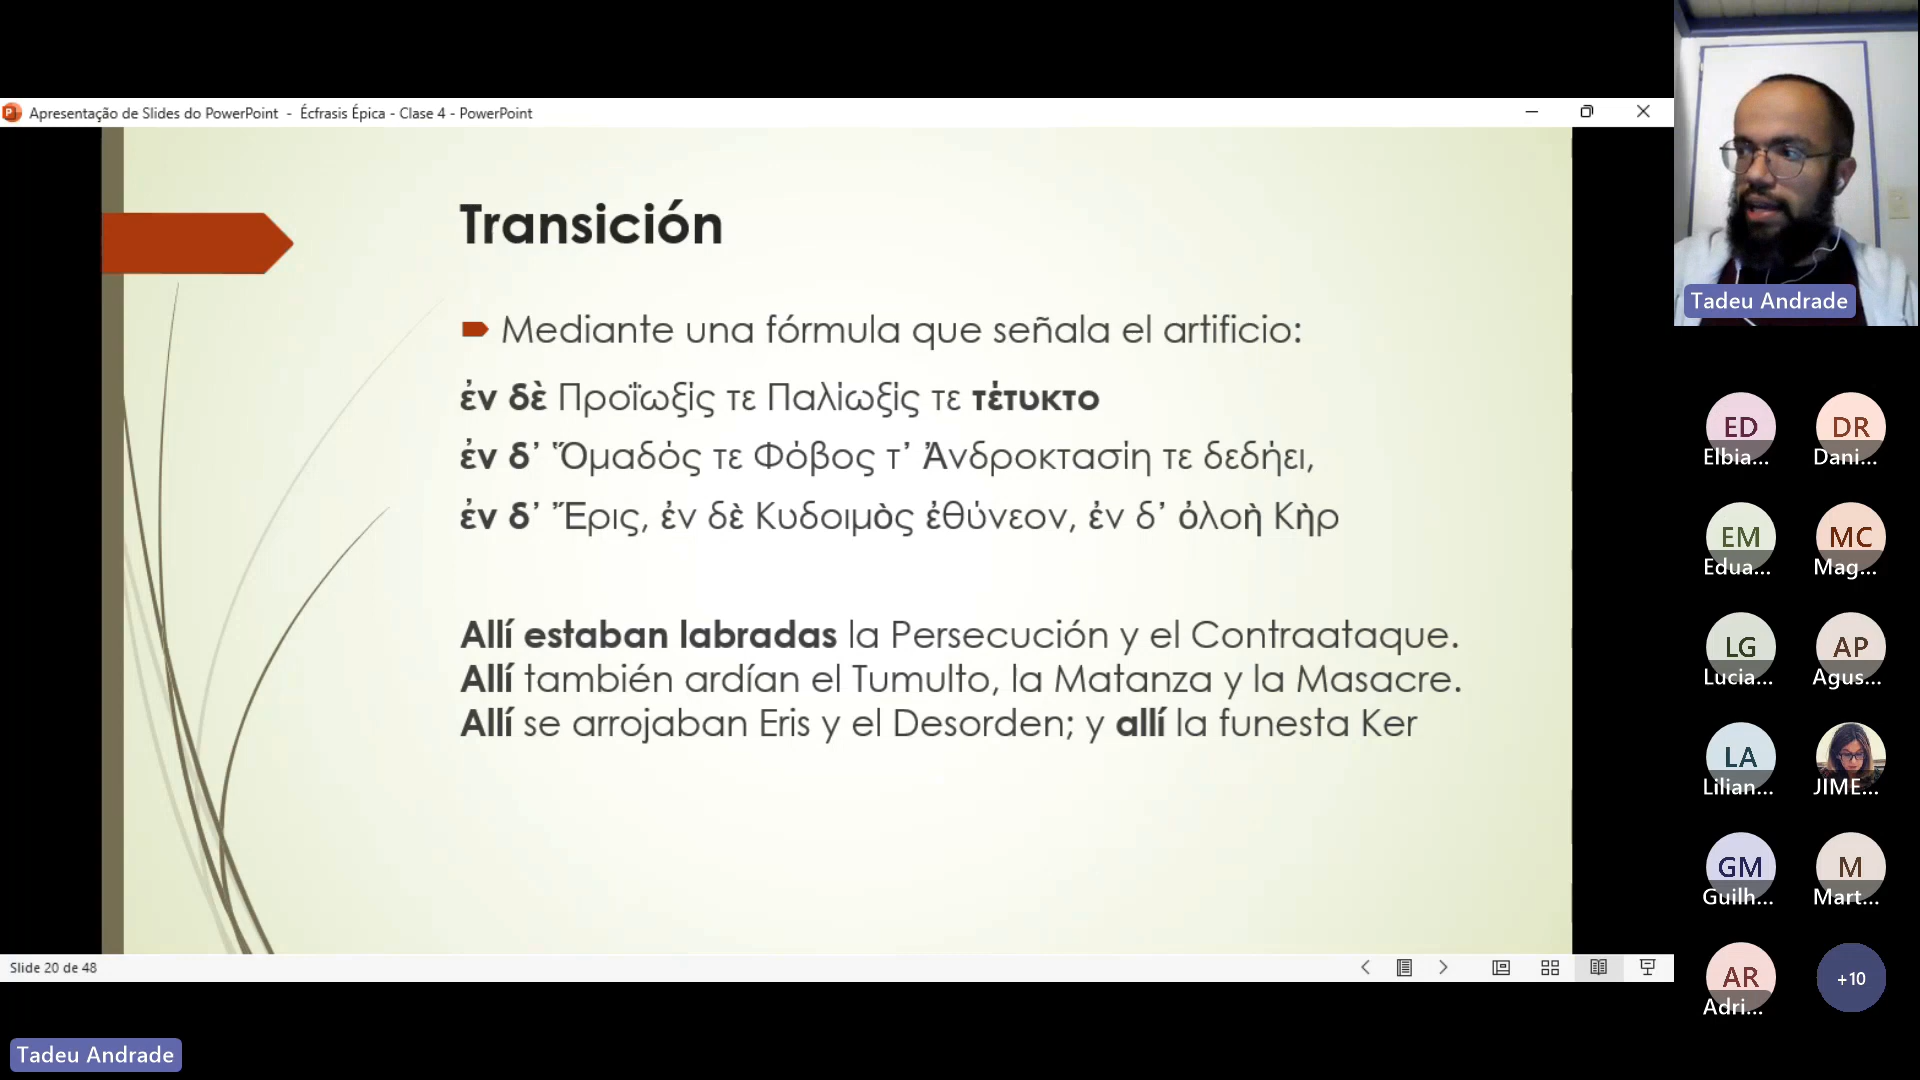 Apresentação de Slides do PowerPoint - Écfrasis Épica - Clase 4 - PowerPoint
Transición
Mediante una fórmula que señala el artificio:
ἐν δὲ Προΐωξίς τε Παλίωξίς τε τέτυκτο
ἐν δ’ Ὅμαδός τε Φόβος τ’ Ἀνδροκτασίη τε δεδήει,
ἐν δ’ Ἔρις, ἐν δὲ Κυδοιμὸς ἐθύνεον, ἐν δ’ ὀλοὴ Κὴρ
Allí estaban labradas la Persecución y el Contraataque.
Allí también ardían el Tumulto, la Matanza y la Masacre.
Allí se arrojaban Eris y el Desorden; y allí la funesta Ker
Slide 20 de 48
Tadeu Andrade
Tadeu Andrade
ED
Elbia...
DR
Dani...
EM
Edua...
MC
Mag...
LG
Lucia...
AP
Agus...
LA
Lilian...
JIME...
GM
Guilh...
M
Mart...
AR
Adri...
+10